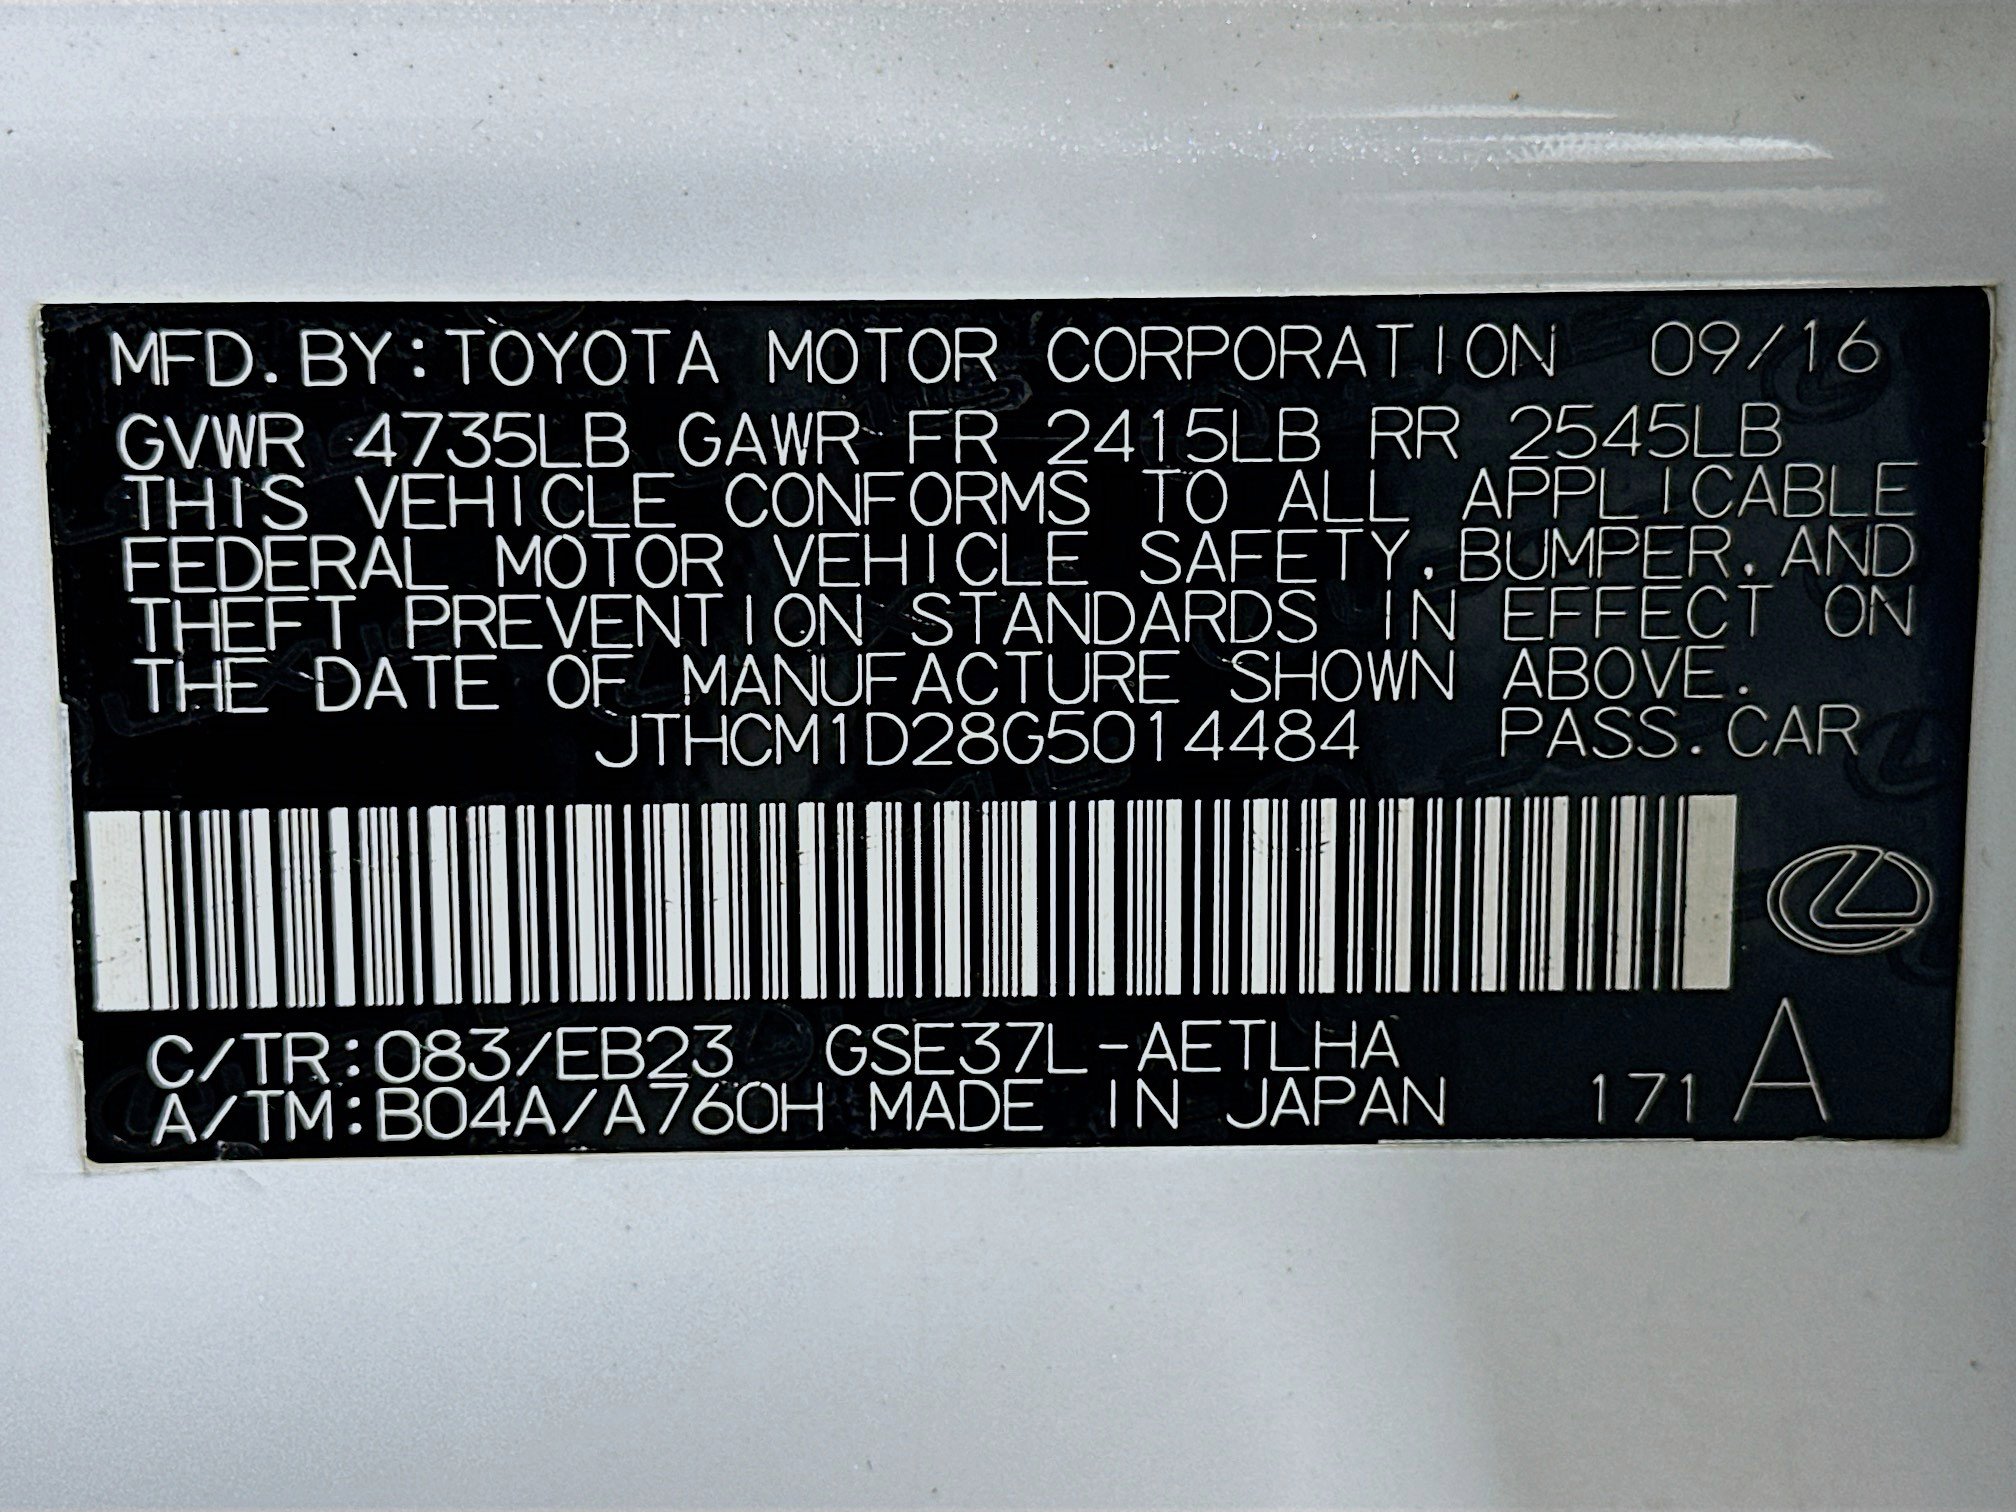 MFD. BY: TOYOTA MOTOR CORPORATION 09/16
GVWR 4735LB GAWR FR 2415LB RR 2545LB
THIS VEHICLE CONFORMS TO ALL APPLICABLE
FEDERAL MOTOR VEHICLE SAFETY, BUMPER, AND
THEFT PREVENTION STANDARDS IN EFFECT ON
THE DATE OF MANUFACTURE SHOWN ABOVE.
JTHCM1D28G5014484 PASS. CAR
C/TR: 083/EB23 GSE37L-AETLHA
A/TM: B04A/A760H MADE IN JAPAN 171 A